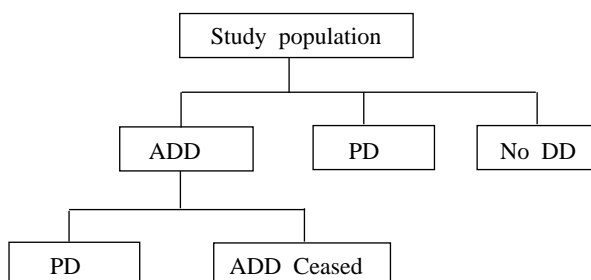 Study population
ADD
PD
No DD
PD
ADD Ceased